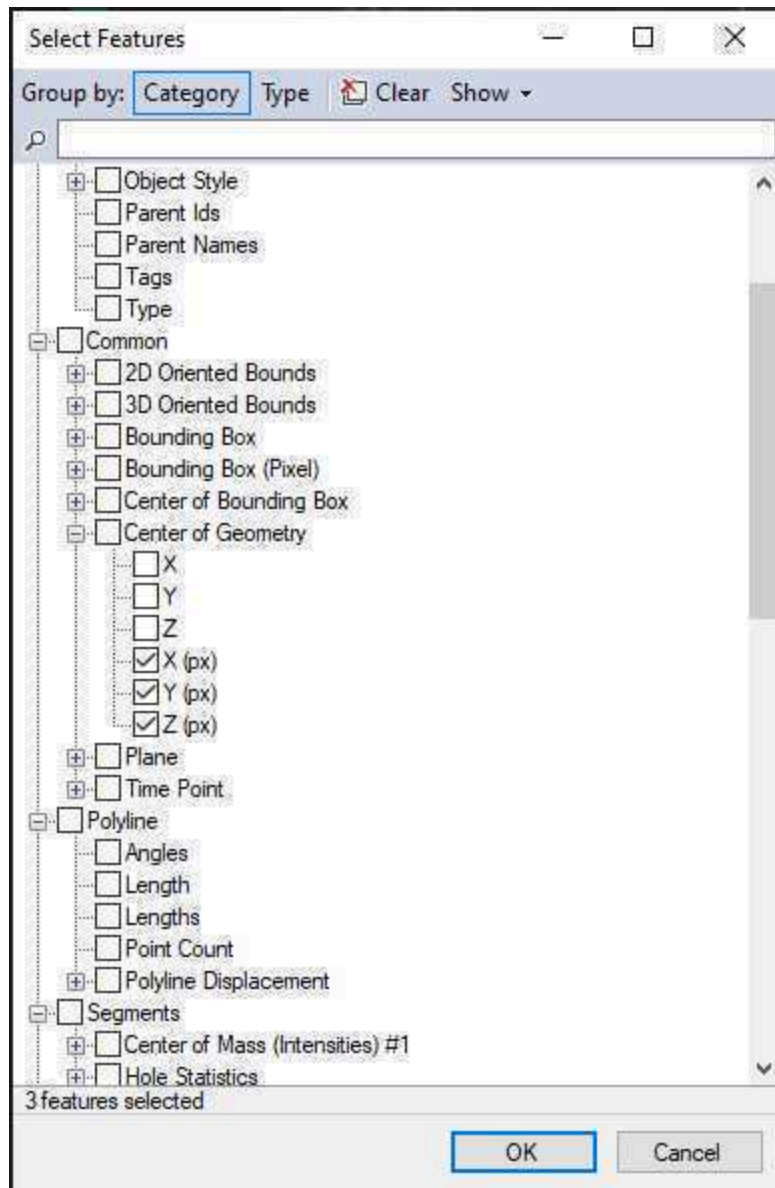 Select Features
Group by: Category Type Clear Show
Object Style
Parent Ids
Parent Names
Tags
Type
Common
2D Oriented Bounds
3D Oriented Bounds
Bounding Box
Bounding Box (Pixel)
Center of Bounding Box
Center of Geometry
X
Y
Z
X (px)
Y (px)
Z (px)
Plane
Time Point
Polyline
Angles
Length
Lengths
Point Count
Polyline Displacement
Segments
Center of Mass (Intensities) #1
Hole Statistics
3 features selected
OK Cancel